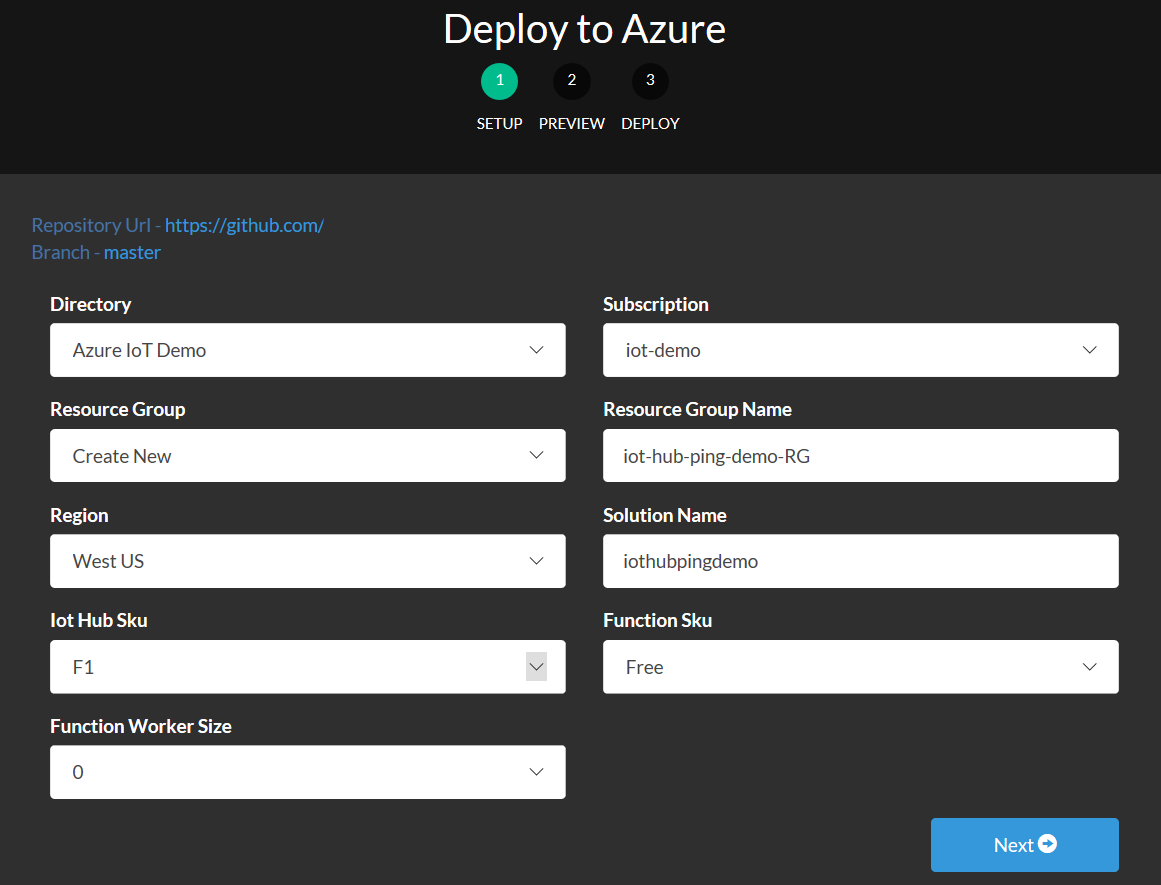 Deploy to Azure
1 2 3
SETUP PREVIEW DEPLOY
Repository Url - https://github.com/
Branch - master
Directory Subscription
Azure IoT Demo iot-demo
Resource Group Resource Group Name
Create New iot-hub-ping-demo-RG
Region Solution Name
West US iothubpingdemo
Iot Hub Sku Function Sku
F1 Free
Function Worker Size
0
Next